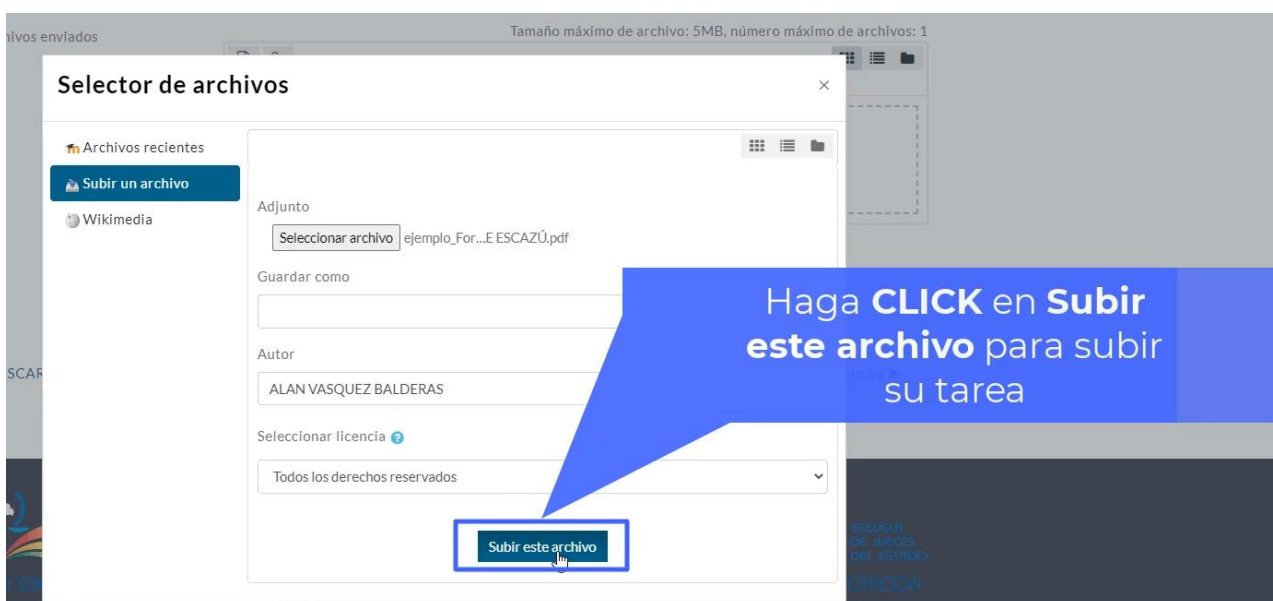 Tamaño máximo de archivo: 5MB, número máximo de archivos: 1
enviados
Selector de archivos
×
Archivos recientes
Subir un archivo
Wikimedia
Adjunto
Seleccionar archivo ejemplo_For...E ESCAZÚ.pdf
Guardar como
Haga CLICK en Subir
este archivo para subir
su tarea
Autor
ALAN VASQUEZ BALDERAS
Seleccionar licencia ?
Todos los derechos reservados
Subir este archivo
ESCUELA
DE JUECES
DEL ESTADO